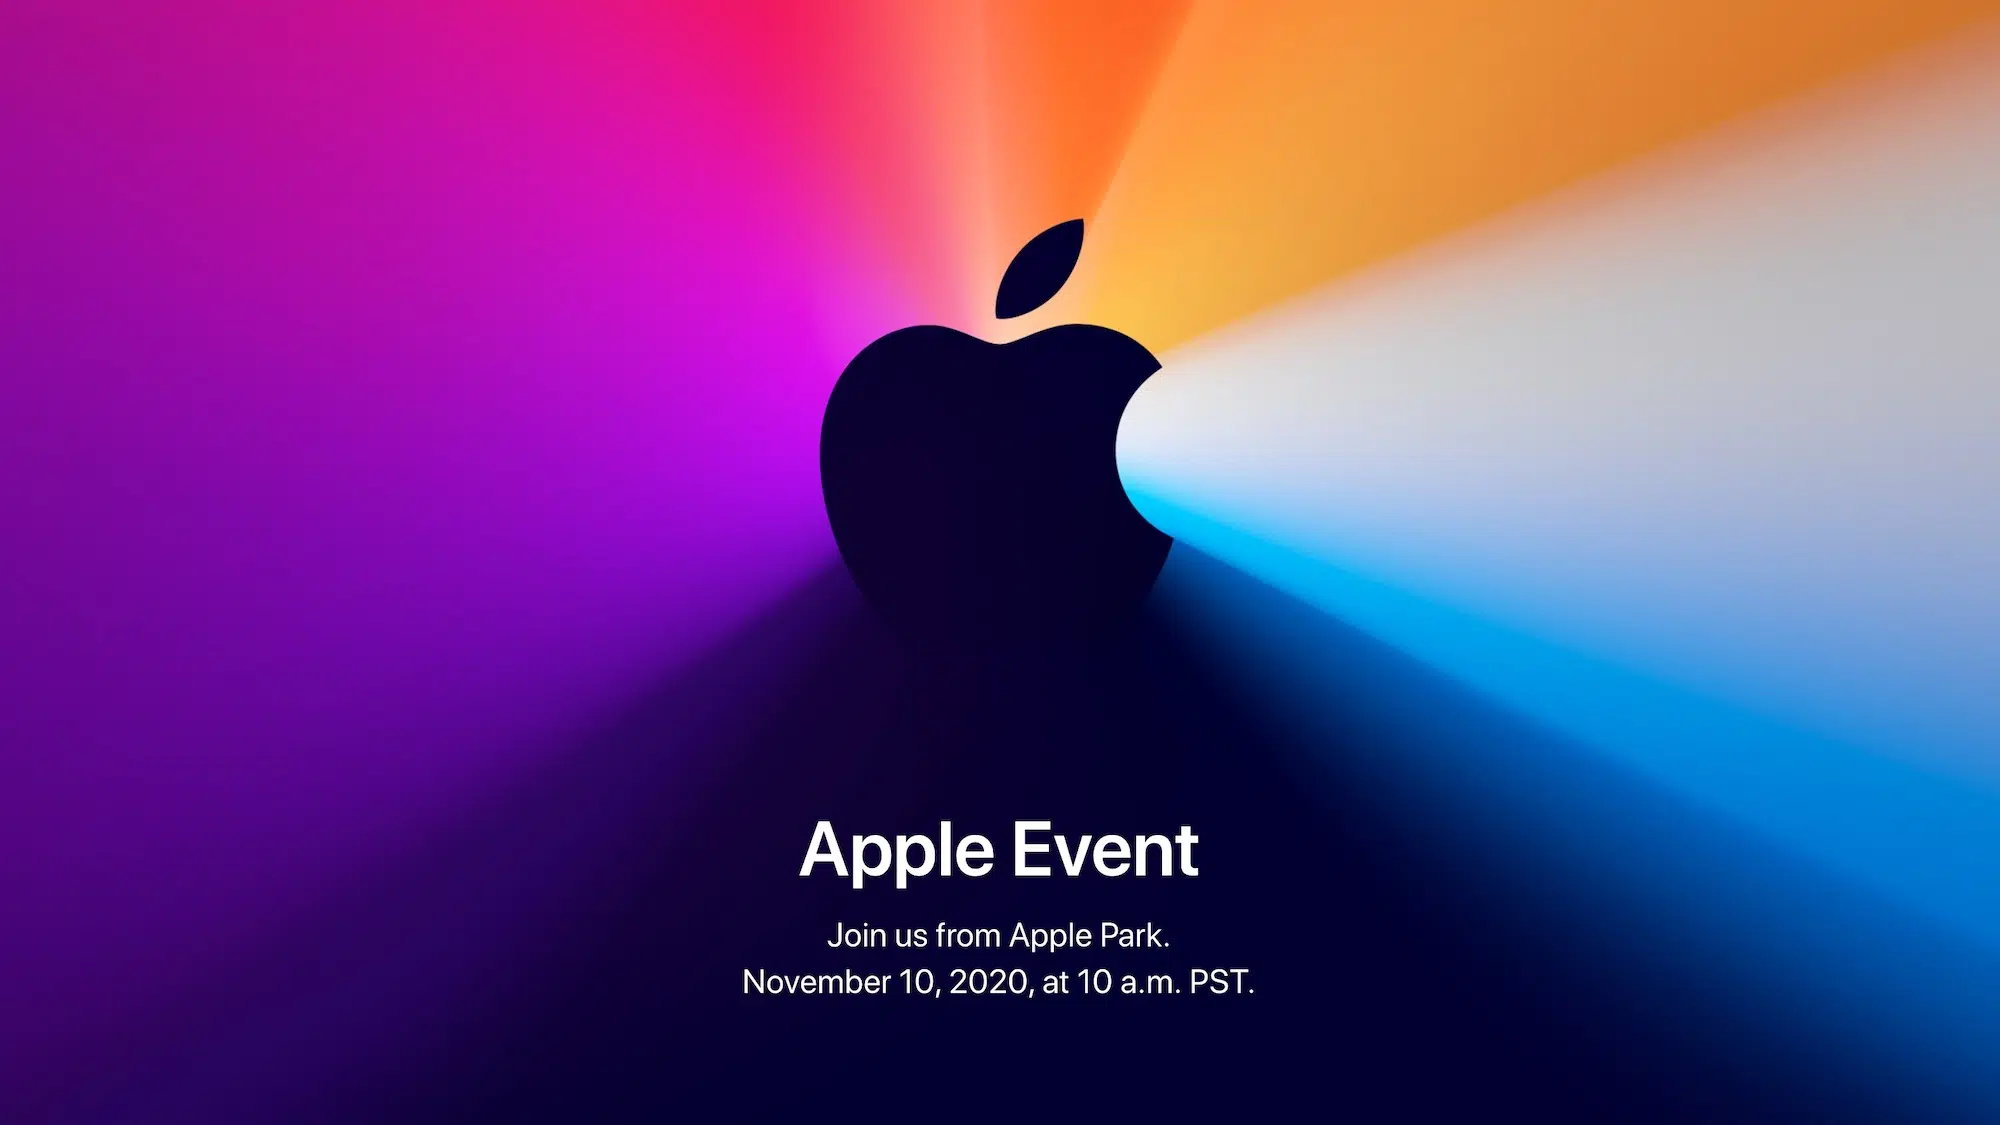 Apple Event
Join us from Apple Park.
November 10, 2020, at 10 a.m. PST.